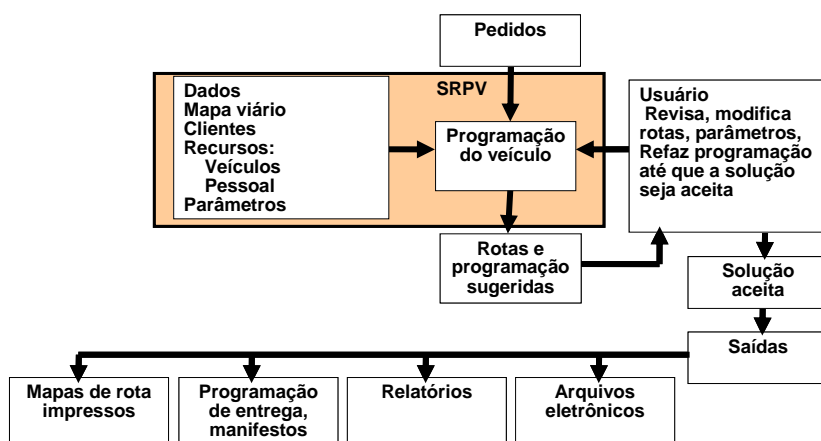 Pedidos
SRPV
Dados
Mapa viário
Clientes
Recursos:
Veículos
Pessoal
Parâmetros
Programação
do veículo
Usuário
Revisa, modifica
rotas, parâmetros,
Refaz programação
até que a solução
seja aceita
Rotas e
programação
sugeridas
Solução
aceita
Saídas
Mapas de rota
impressos
Programação
de entrega,
manifestos
Relatórios
Arquivos
eletrônicos